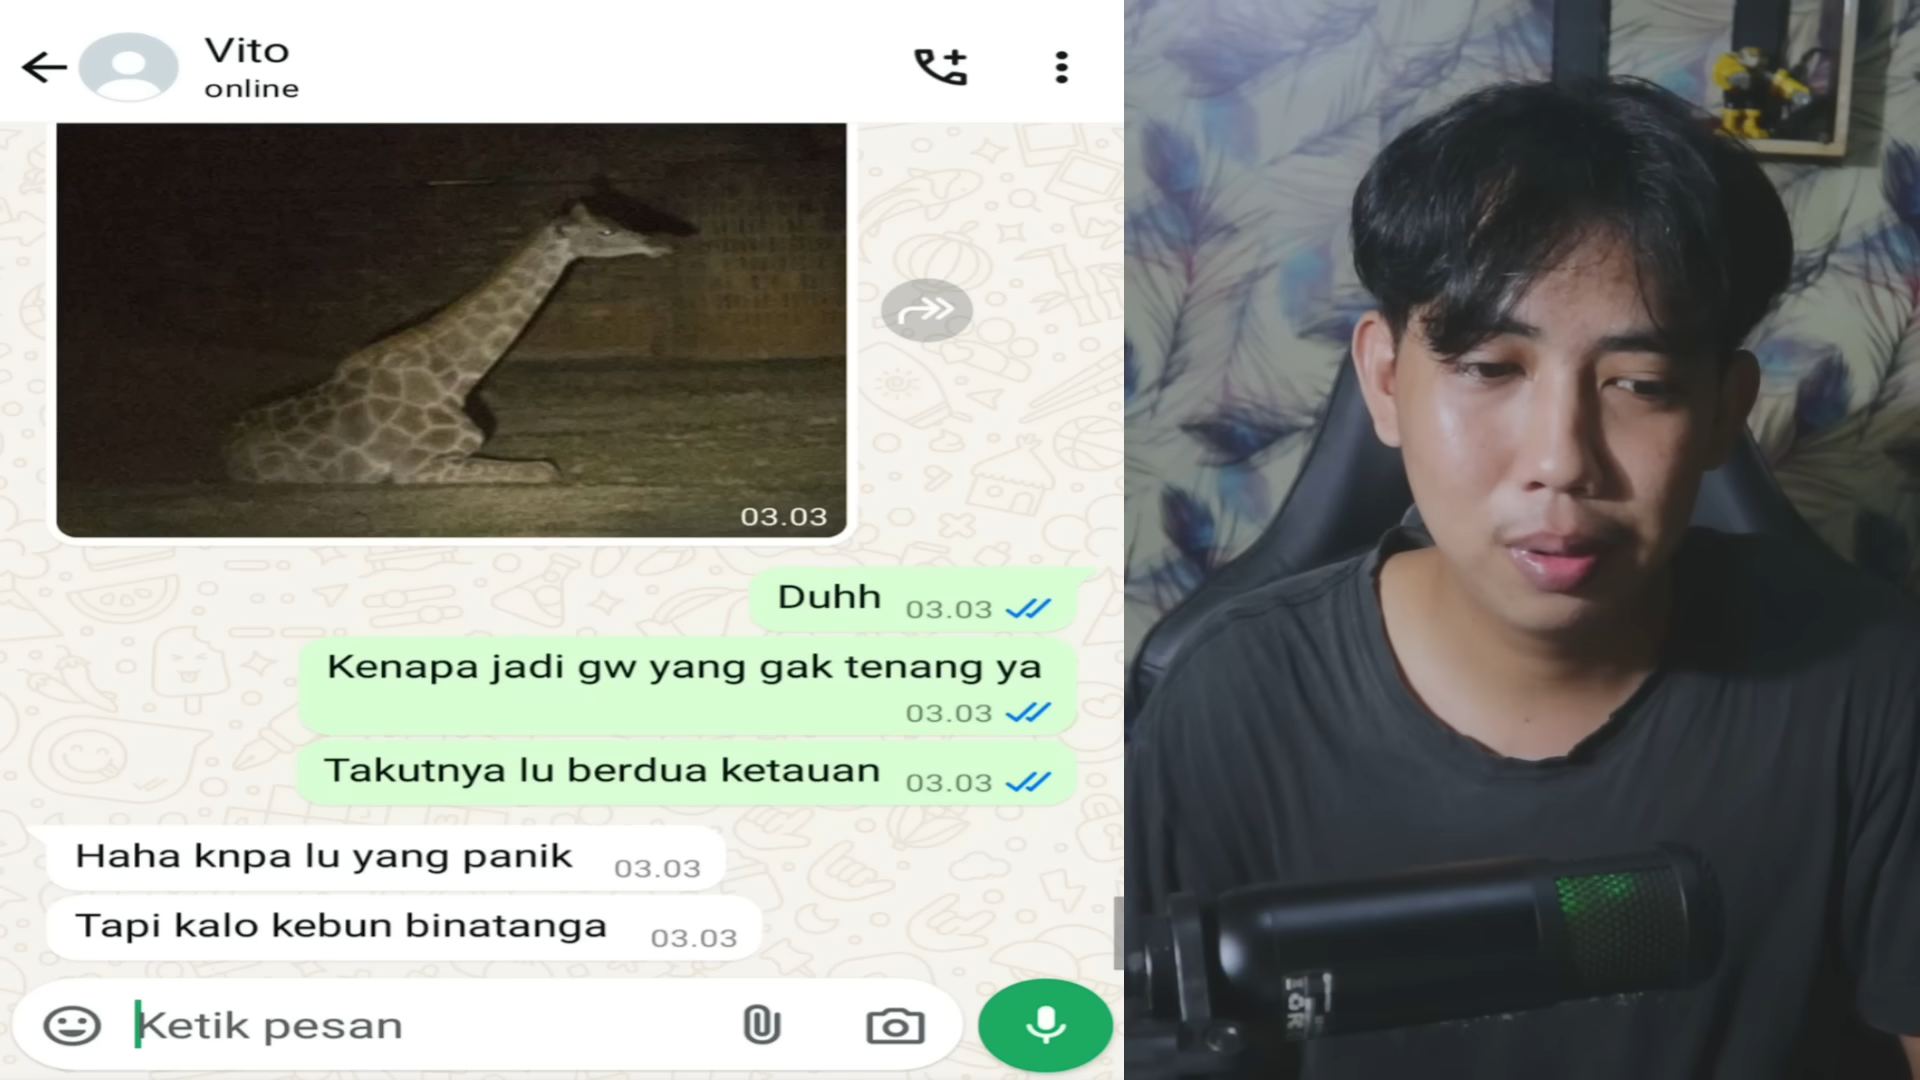 Vito
online
03.03
Duhh 03.03
Kenapa jadi gw yang gak tenang ya
03.03
Takutnya lu berdua ketauan 03.03
Haha knpa lu yang panik 03.03
Tapi kalo kebun binatanga 03.03
Ketik pesan